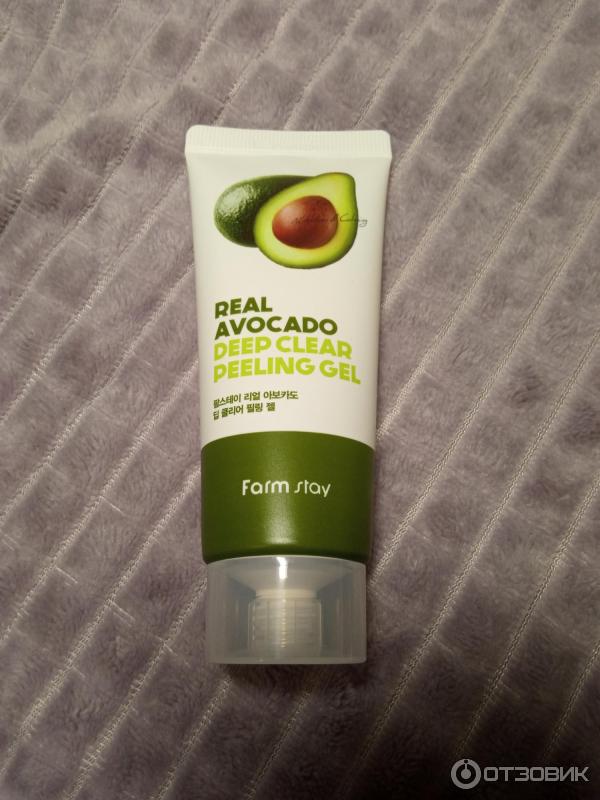 REAL
AVOCADO
DEEP CLEAR
PEELING GEL
팜스테이 리얼 아보카도
딥 클리어 필링 젤
Farm stay
ОТЗОВИК